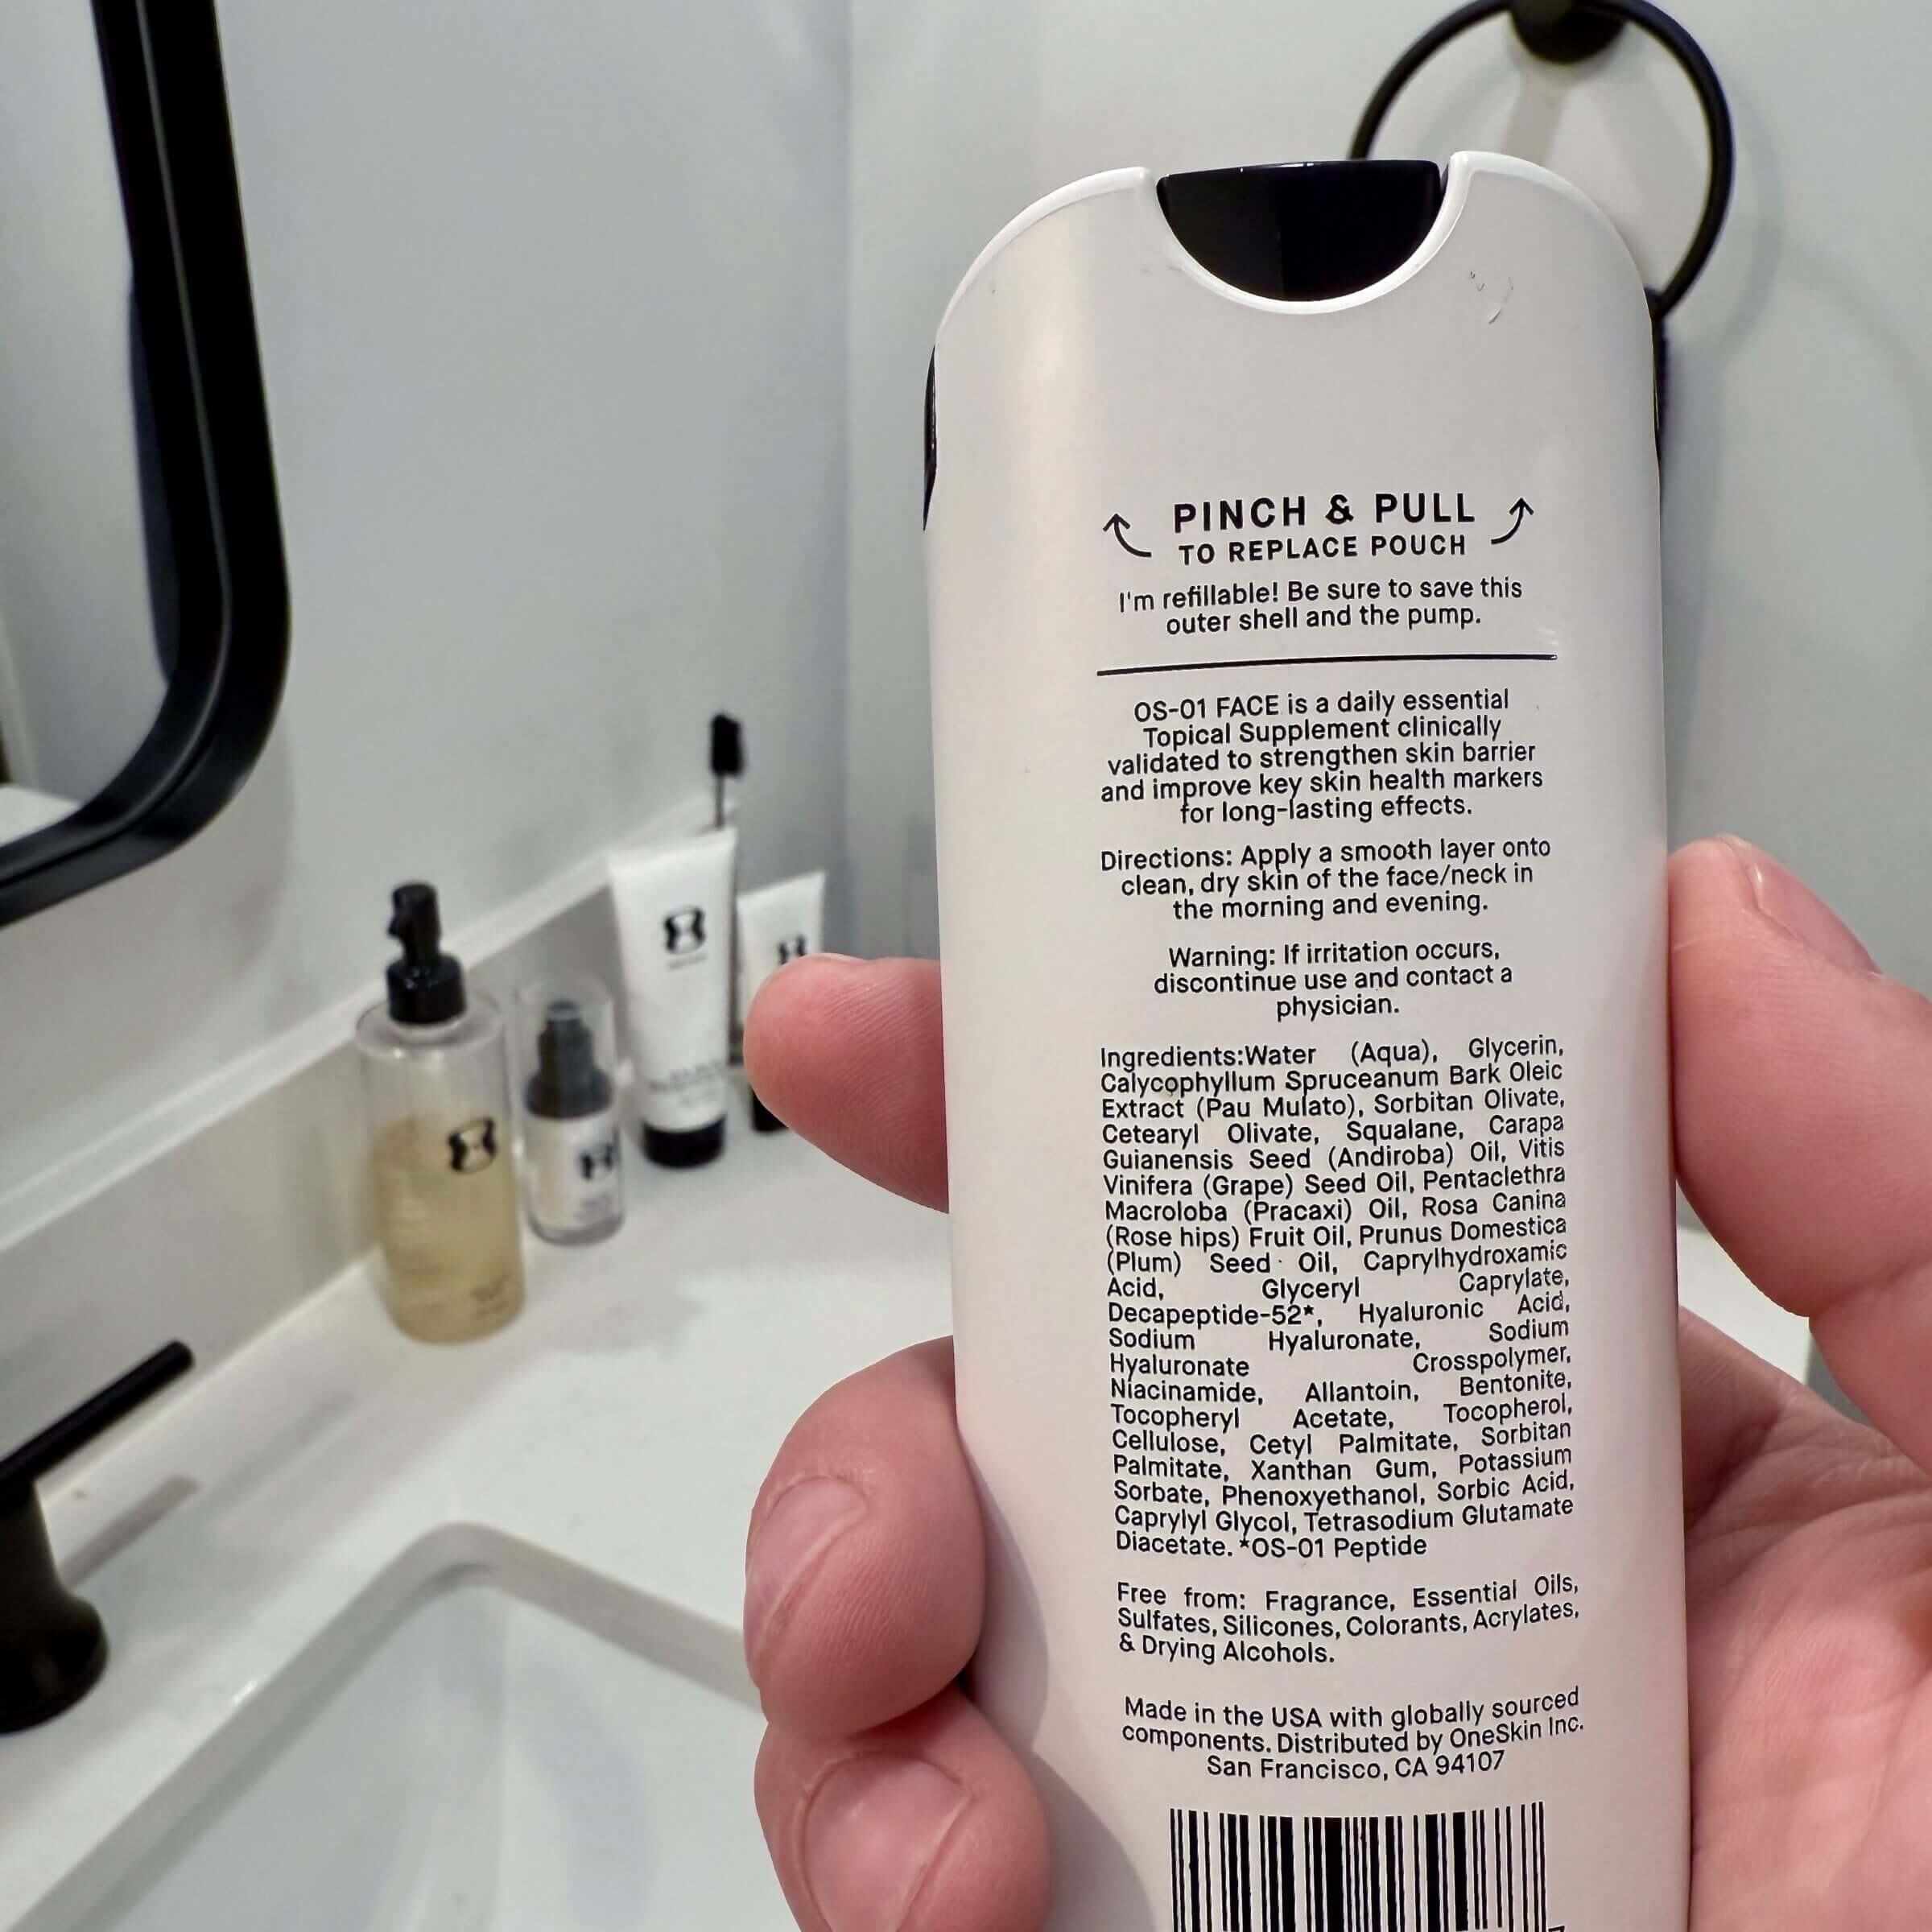 PINCH & PULL
TO REPLACE POUCH
I'm refillable! Be sure to save this
outer shell and the pump.
OS-01 FACE is a daily essential
Topical Supplement clinically
validated to strengthen skin barrier
and improve key skin health markers
for long-lasting effects.
Directions: Apply a smooth layer onto
clean, dry skin of the face/neck in
the morning and evening.
Warning: If irritation occurs,
discontinue use and contact a
physician.
Ingredients:Water (Aqua), Glycerin,
Calycophyllum Spruceanum Bark Oleic
Extract (Pau Mulato), Sorbitan Olivate,
Cetearyl Olivate, Squalane, Carapa
Guianensis Seed (Andiroba) Oil, Vitis
Vinifera (Grape) Seed Oil, Pentaclethra
Macroloba (Pracaxi) Oil, Rosa Canina
(Rose hips) Fruit Oil, Prunus Domestica
(Plum) Seed Oil, Caprylhydroxamic
Acid, Glyceryl Caprylate,
Decapeptide-52*, Hyaluronic Acid,
Sodium Hyaluronate, Sodium
Hyaluronate Crosspolymer,
Niacinamide, Allantoin, Bentonite,
Tocopheryl Acetate, Tocopherol,
Cellulose, Cetyl Palmitate, Sorbitan
Palmitate, Xanthan Gum, Potassium
Sorbate, Phenoxyethanol, Sorbic Acid,
Caprylyl Glycol, Tetrasodium Glutamate
Diacetate. *OS-01 Peptide
Free from: Fragrance, Essential Oils,
Sulfates, Silicones, Colorants, Acrylates,
& Drying Alcohols.
Made in the USA with globally sourced
components. Distributed by OneSkin Inc.
San Francisco, CA 94107